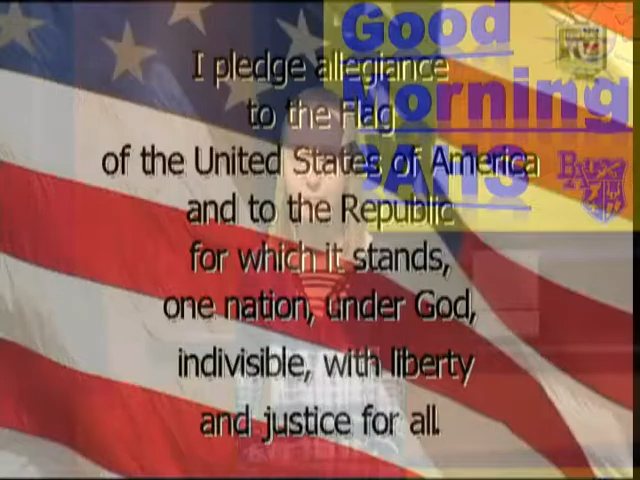 Good
Morning
I pledge allegiance
to the Flag
of the United States of America
and to the Republic
for which it stands,
one nation, under God,
indivisible, with liberty
and justice for all.